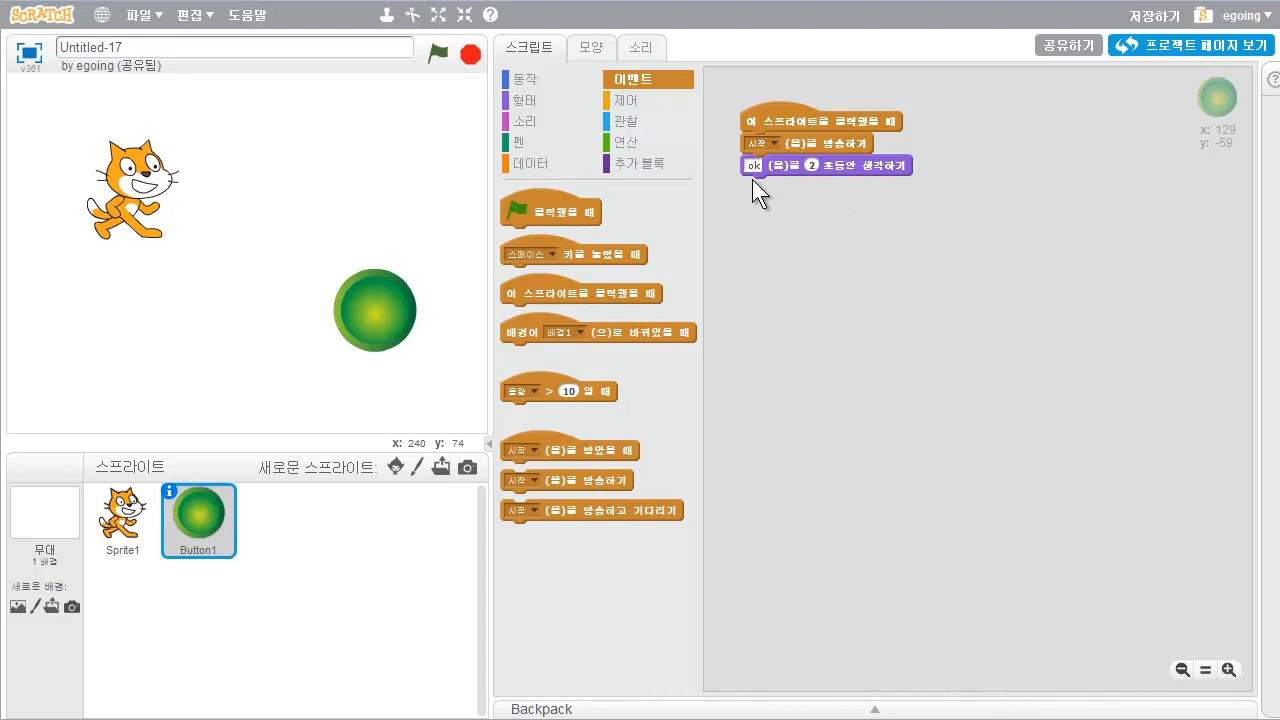 SCRATCH 파일 편집 도움말 저장하기 egoing
v361
Untitled-17
by egoing (공유됨)
스크립트 모양 소리
공유하기 프로젝트 페이지 보기
동작 이벤트
형태 제어
소리 관찰
펜 연산
데이터 추가 블록
클릭했을 때
스페이스 키를 눌렀을 때
이 스프라이트를 클릭했을 때
배경이 배경1 (으)로 바뀌었을 때
음량 > 10 일 때
시작 (을)를 받았을 때
시작 (을)를 방송하기
시작 (을)를 방송하고 기다리기
이 스프라이트를 클릭했을 때
시작 (을)를 방송하기
ok (을)를 2 초동안 생각하기
x: 129
y: -59
x: 240 y: 74
스프라이트 새로운 스프라이트:
무대
1 배경
새로운 배경:
Sprite1
Button1
Backpack